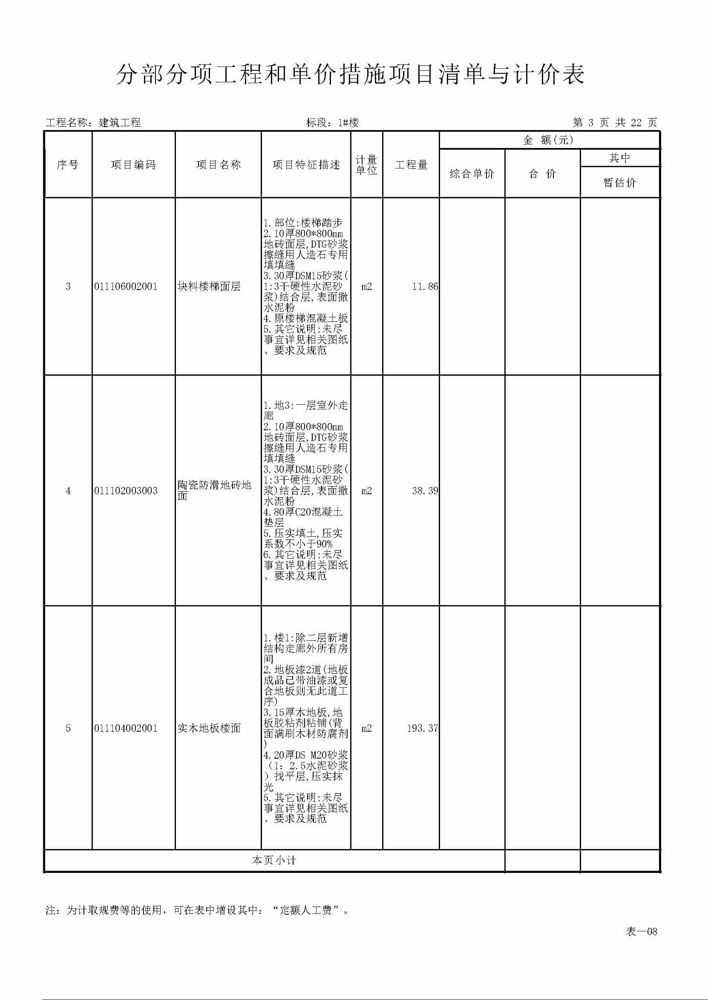 分部分项工程和单价措施项目清单与计价表
工程名称：建筑工程 标段：1#楼 第 3 页 共 22 页
序号 项目编码 项目名称 项目特征描述 计量单位 工程量 金 额(元)
综合单价 合 价 其中
暂估价
3 011106002001 块料楼梯面层
1.部位:楼梯踏步
2.10厚800*800mm
地砖面层,DTG砂浆
擦缝用人造石专用
填填缝
3.30厚DSM15砂浆(
1:3干硬性水泥砂
浆)结合层,表面撒
水泥粉
4.原楼梯混凝土板
5.其它说明:未尽
事宜详见相关图纸
、要求及规范
m2 11.86
4 011102003003 陶瓷防滑地砖地
面
1.地3:一层室外走
廊
2.10厚800*800mm
地砖面层,DTG砂浆
擦缝用人造石专用
填填缝
3.30厚DSM15砂浆(
1:3干硬性水泥砂
浆)结合层,表面撒
水泥粉
4.80厚C20混凝土
垫层
5.压实填土,压实
系数不小于90%
6.其它说明:未尽
事宜详见相关图纸
、要求及规范
m2 38.39
5 011104002001 实木地板楼面
1.楼1:除二层新增
结构走廊外所有房
间
2.地板漆2道(地板
成品已带油漆或复
合地板则无此道工
序)
3.15厚木地板,地
板胶粘剂粘铺(背
面满刷木材防腐剂
)
4.20厚DS M20砂浆
（1：2.5水泥砂浆
）找平层,压实抹
光
5.其它说明:未尽
事宜详见相关图纸
、要求及规范
m2 193.37
本页小计
注：为计取规费等的使用，可在表中增设其中：“定额人工费”。
表—08